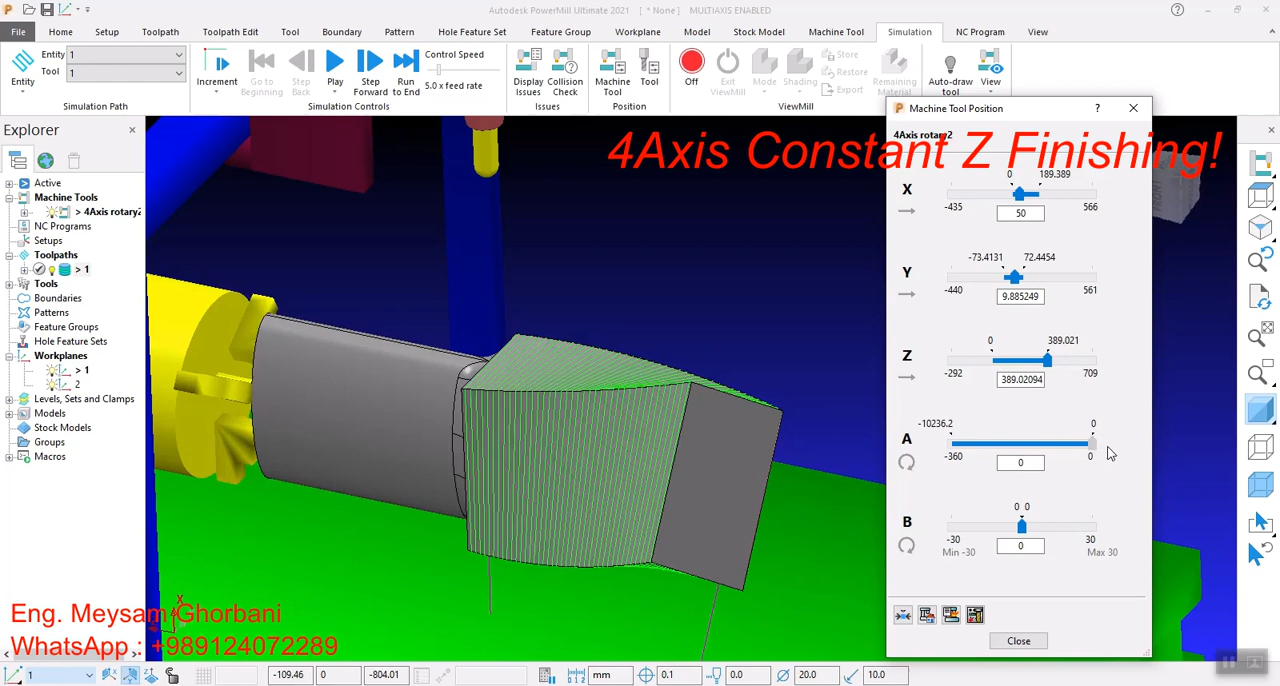 Autodesk PowerMill Ultimate 2021 [ * None ] MULTIAXIS ENABLED
File Home Setup Toolpath Toolpath Edit Tool Boundary Pattern Hole Feature Set Feature Group Workplane Model Stock Model Machine Tool Simulation NC Program View
Entity 1
Tool 1
Entity
Simulation Path
Increment
Go to Beginning
Step Back
Play
Step Forward
Run to End
Control Speed
5.0 x feed rate
Simulation Controls
Display Issues
Collision Check
Issues
Machine Tool
Tool
Position
Off
Exit ViewMill
Mode
Shading
Remaining Material
Store
Restore
Export
ViewMill
Auto-draw tool
View
Explorer
Active
Machine Tools
> 4Axis rotary2
NC Programs
Setups
Toolpaths
> 1
Tools
Boundaries
Patterns
Feature Groups
Hole Feature Sets
Workplanes
> 1
2
Levels, Sets and Clamps
Models
Stock Models
Groups
Macros
4Axis Constant Z Finishing!
Machine Tool Position
4Axis rotary2
0 189.389
X
-435 566
50
-73.4131 72.4454
Y
-440 561
9.885249
0 389.021
Z
-292 709
389.02094
-10236.2 0
A
-360 0
0
0 0
B
-30 30
Min -30 Max 30
0
Close
FRONT
X
Eng. Meysam Ghorbani
WhatsApp : +989124072289
1 -109.46 0 -804.01 mm 0.1 0.0 20.0 10.0